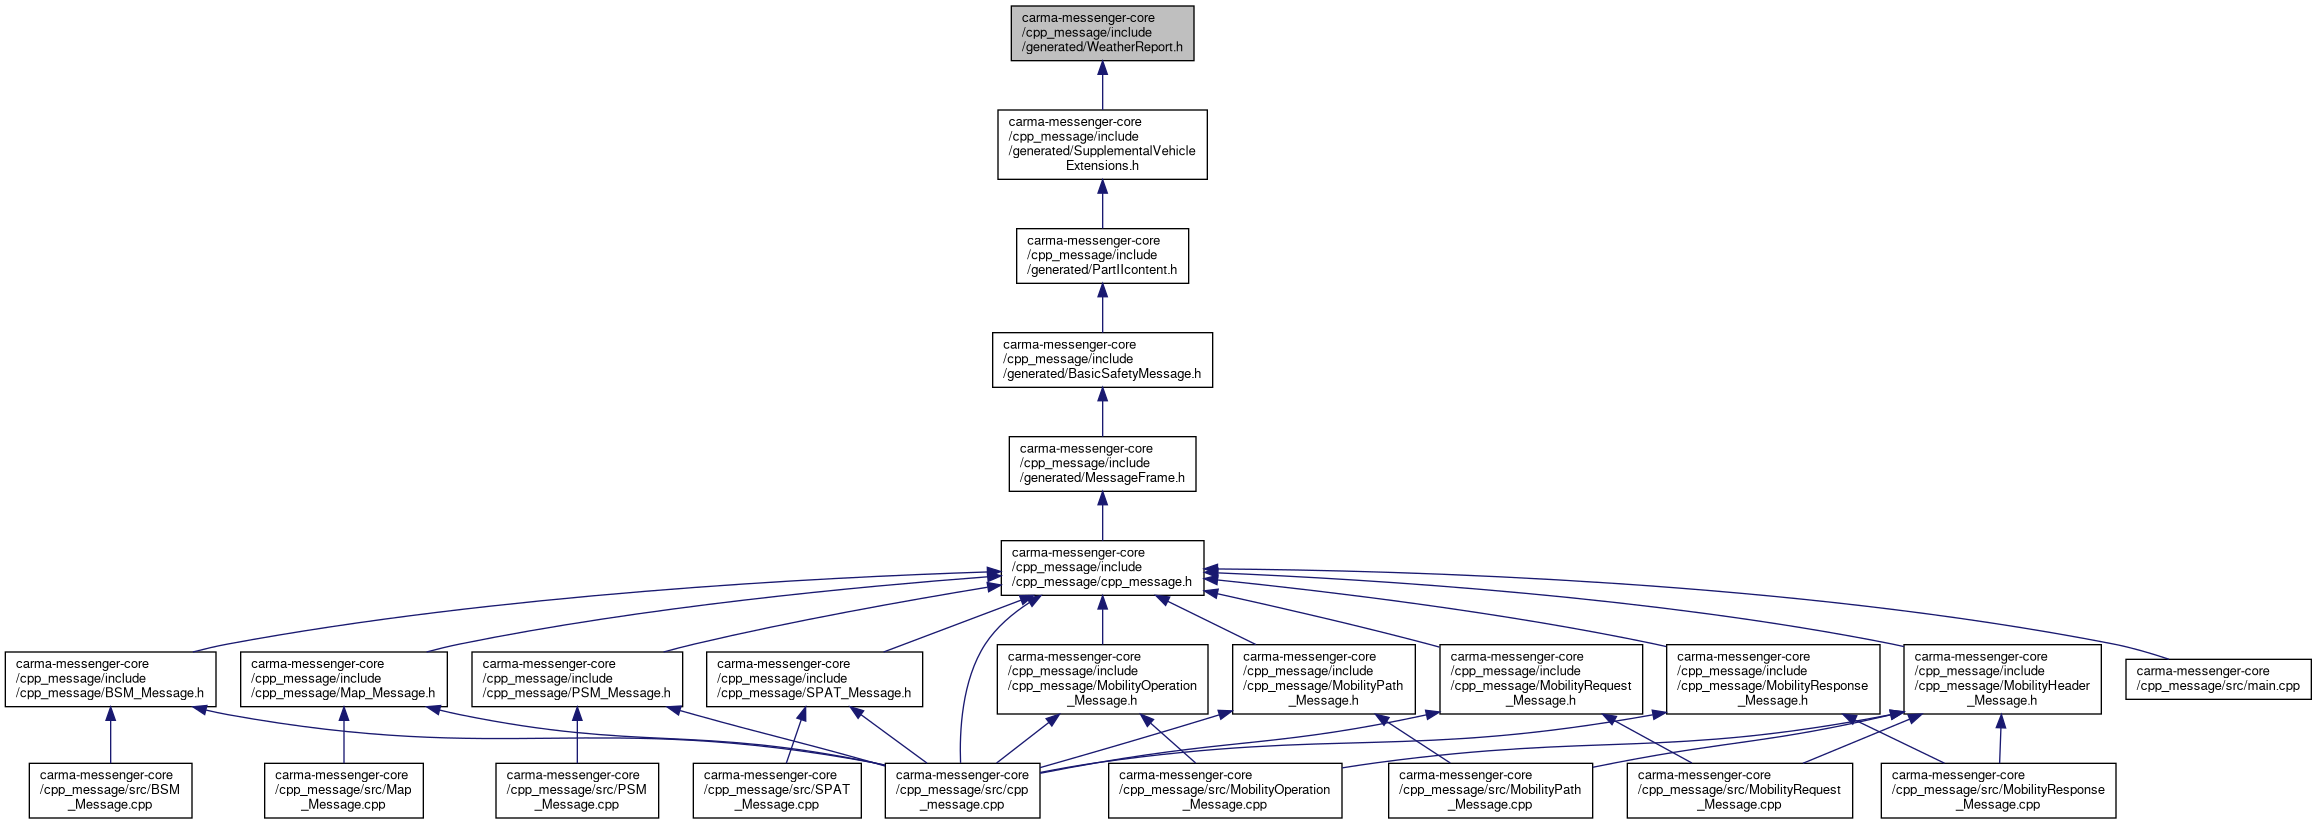 carma-messenger-core
/cpp_message/include
/generated/WeatherReport.h
carma-messenger-core
/cpp_message/include
/generated/SupplementalVehicle
Extensions.h
carma-messenger-core
/cpp_message/include
/generated/PartIIcontent.h
carma-messenger-core
/cpp_message/include
/generated/BasicSafetyMessage.h
carma-messenger-core
/cpp_message/include
/generated/MessageFrame.h
carma-messenger-core
/cpp_message/include
/cpp_message/cpp_message.h
carma-messenger-core
/cpp_message/include
/cpp_message/BSM_Message.h
carma-messenger-core
/cpp_message/include
/cpp_message/Map_Message.h
carma-messenger-core
/cpp_message/include
/cpp_message/PSM_Message.h
carma-messenger-core
/cpp_message/include
/cpp_message/SPAT_Message.h
carma-messenger-core
/cpp_message/include
/cpp_message/MobilityOperation
_Message.h
carma-messenger-core
/cpp_message/include
/cpp_message/MobilityPath
_Message.h
carma-messenger-core
/cpp_message/include
/cpp_message/MobilityRequest
_Message.h
carma-messenger-core
/cpp_message/include
/cpp_message/MobilityResponse
_Message.h
carma-messenger-core
/cpp_message/include
/cpp_message/MobilityHeader
_Message.h
carma-messenger-core
/cpp_message/src/main.cpp
carma-messenger-core
/cpp_message/src/BSM
_Message.cpp
carma-messenger-core
/cpp_message/src/Map
_Message.cpp
carma-messenger-core
/cpp_message/src/PSM
_Message.cpp
carma-messenger-core
/cpp_message/src/SPAT
_Message.cpp
carma-messenger-core
/cpp_message/src/cpp
_message.cpp
carma-messenger-core
/cpp_message/src/MobilityOperation
_Message.cpp
carma-messenger-core
/cpp_message/src/MobilityPath
_Message.cpp
carma-messenger-core
/cpp_message/src/MobilityRequest
_Message.cpp
carma-messenger-core
/cpp_message/src/MobilityResponse
_Message.cpp